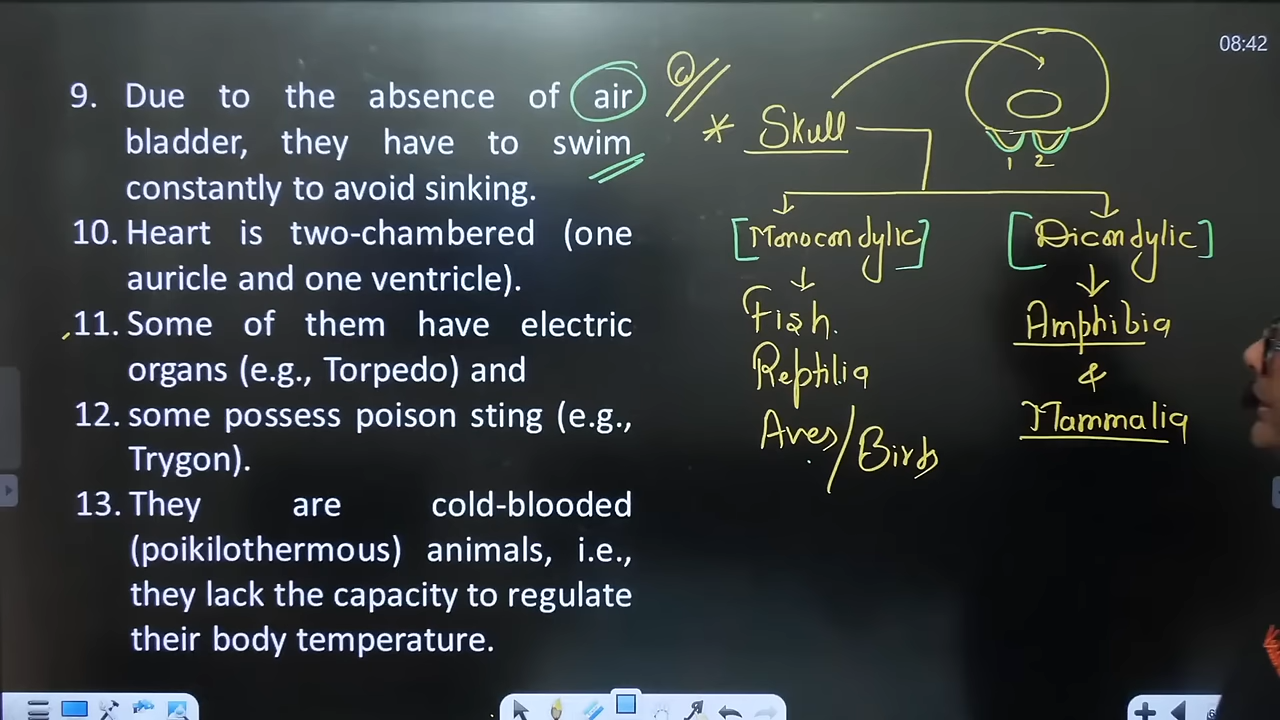 9. Due to the absence of air
bladder, they have to swim
constantly to avoid sinking.
10. Heart is two-chambered (one
auricle and one ventricle).
11. Some of them have electric
organs (e.g., Torpedo) and
12. some possess poison sting (e.g.,
Trygon).
13. They are cold-blooded
(poikilothermous) animals, i.e.,
they lack the capacity to regulate
their body temperature.
08:42
* Skull
1 2
[Monocondylic]
Fish.
Reptilia
Aves/Birds
[Dicondylic]
Amphibia
&
Mammalia